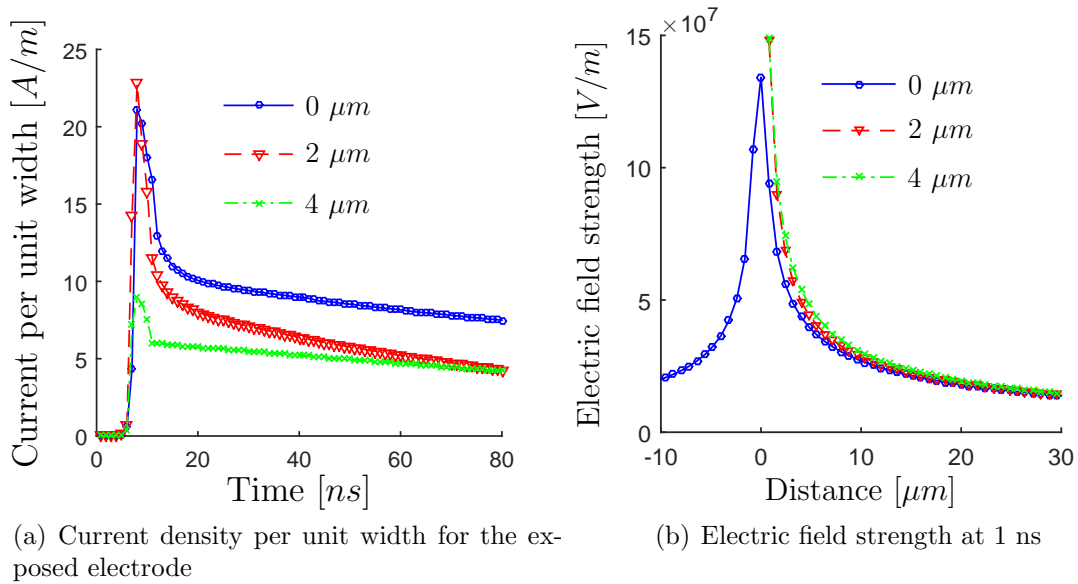 Current per unit width [A/m]
25
20
15
10
5
0
0 μm
2 μm
4 μm
0 20 40 60 80
Time [ns]
(a) Current density per unit width for the ex-
posed electrode
×10⁷
Electric field strength [V/m]
15
10
5
0
0 μm
2 μm
4 μm
-10 0 10 20 30
Distance [μm]
(b) Electric field strength at 1 ns